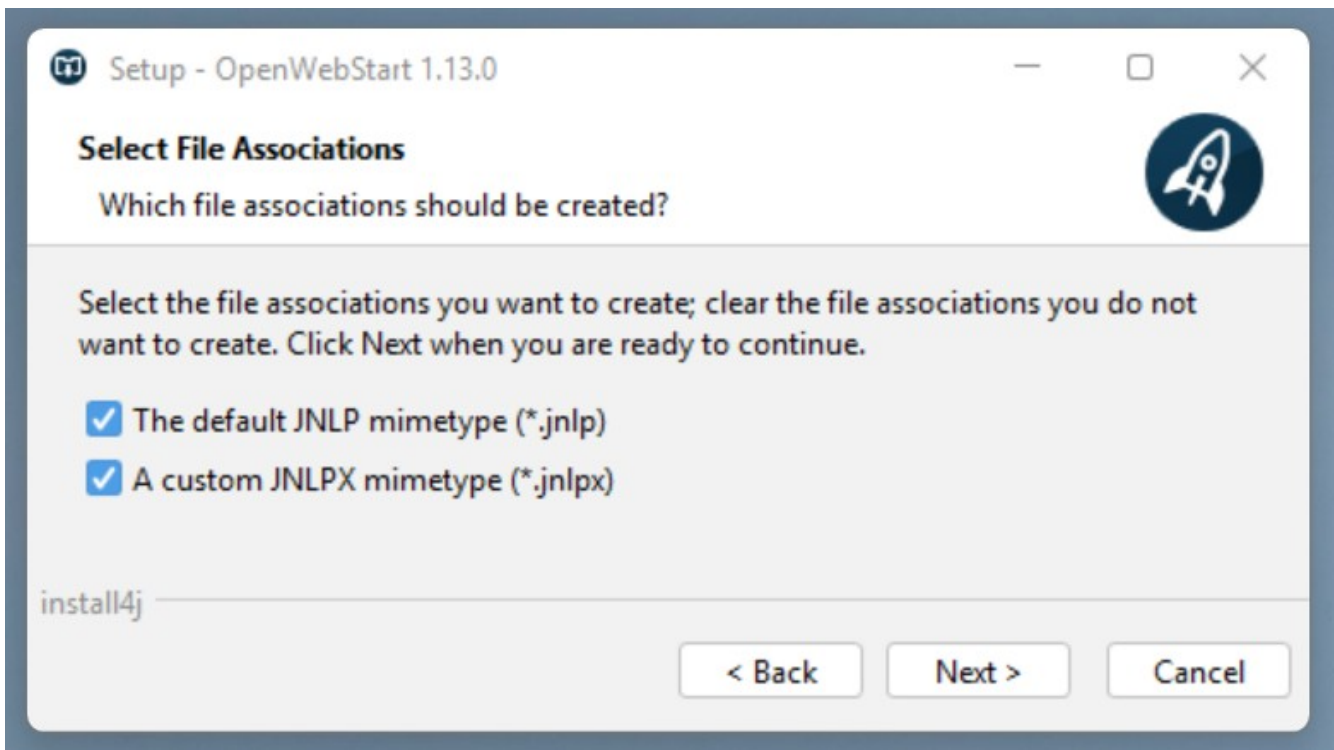 Setup - OpenWebStart 1.13.0
Select File Associations
Which file associations should be created?
Select the file associations you want to create; clear the file associations you do not
want to create. Click Next when you are ready to continue.
The default JNLP mimetype (*.jnlp)
A custom JNLPX mimetype (*.jnlpx)
install4j
< Back
Next >
Cancel